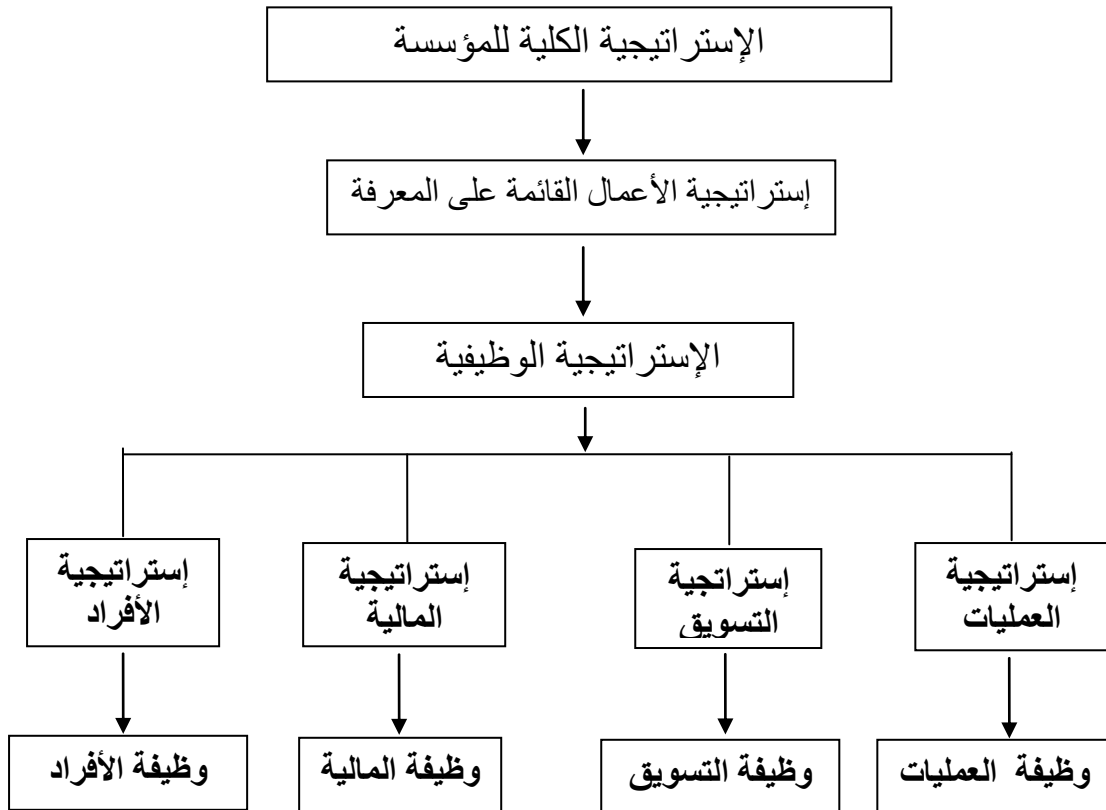 الإستراتيجية الكلية للمؤسسة
إستراتيجية الأعمال القائمة على المعرفة
الإستراتيجية الوظيفية
إستراتيجية
العمليات
إستراتجية
التسويق
إستراتيجية
المالية
إستراتيجية
الأفراد
وظيفة العمليات
وظيفة التسويق
وظيفة المالية
وظيفة الأفراد